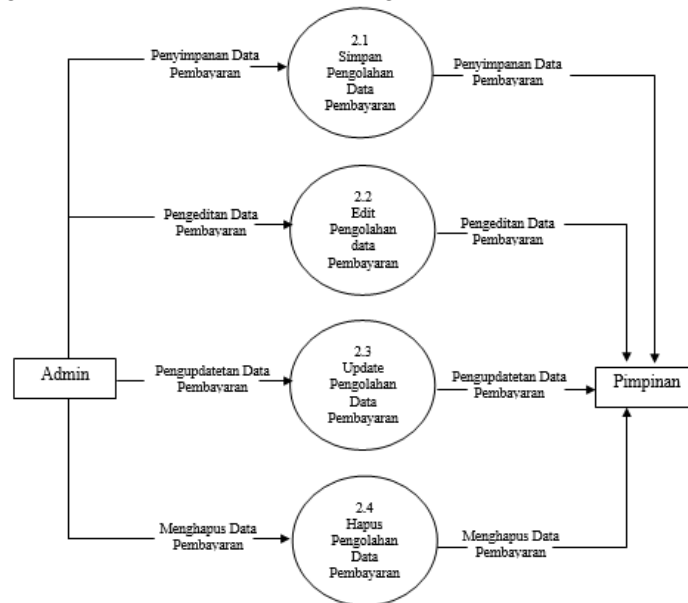 Penyimpanan Data
Pembayaran
2.1
Simpan
Pengolahan
Data
Pembayaran
Penyimpanan Data
Pembayaran
Pengeditan Data
Pembayaran
2.2
Edit
Pengolahan
data
Pembayaran
Pengeditan Data
Pembayaran
Admin
Pengupdatetan Data
Pembayaran
2.3
Update
Pengolahan
Data
Pembayaran
Pengupdatetan Data
Pembayaran
Pimpinan
Menghapus Data
Pembayaran
2.4
Hapus
Pengolahan
Data
Pembayaran
Menghapus Data
Pembayaran